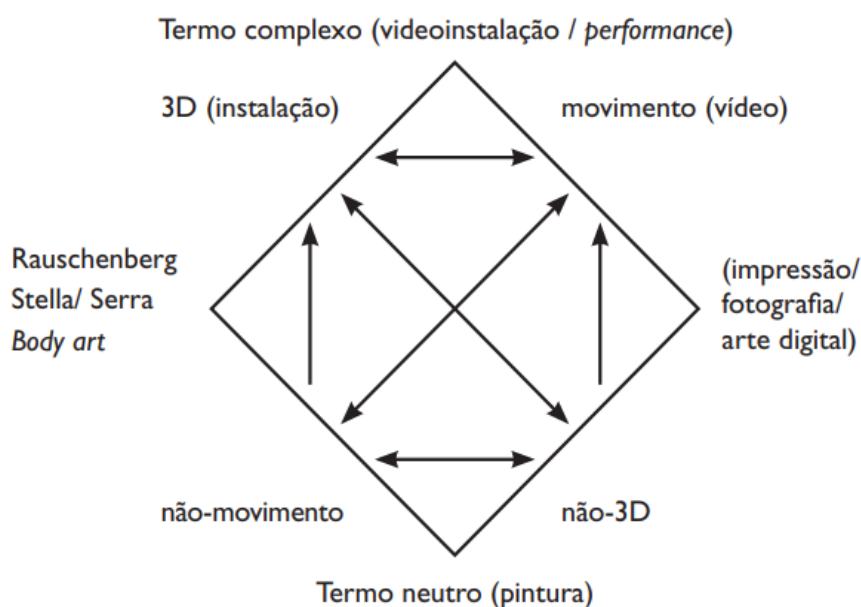 Termo complexo (videoinstalação / performance)
3D (instalação)
movimento (vídeo)
Rauschenberg
Stella/ Serra
Body art
(impressão/
fotografia/
arte digital)
não-movimento
não-3D
Termo neutro (pintura)